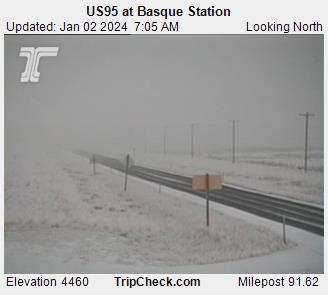 US95 at Basque Station
Updated: Jan 02 2024 7:05 AM Looking North
Elevation 4460 TripCheck.com Milepost 91.62